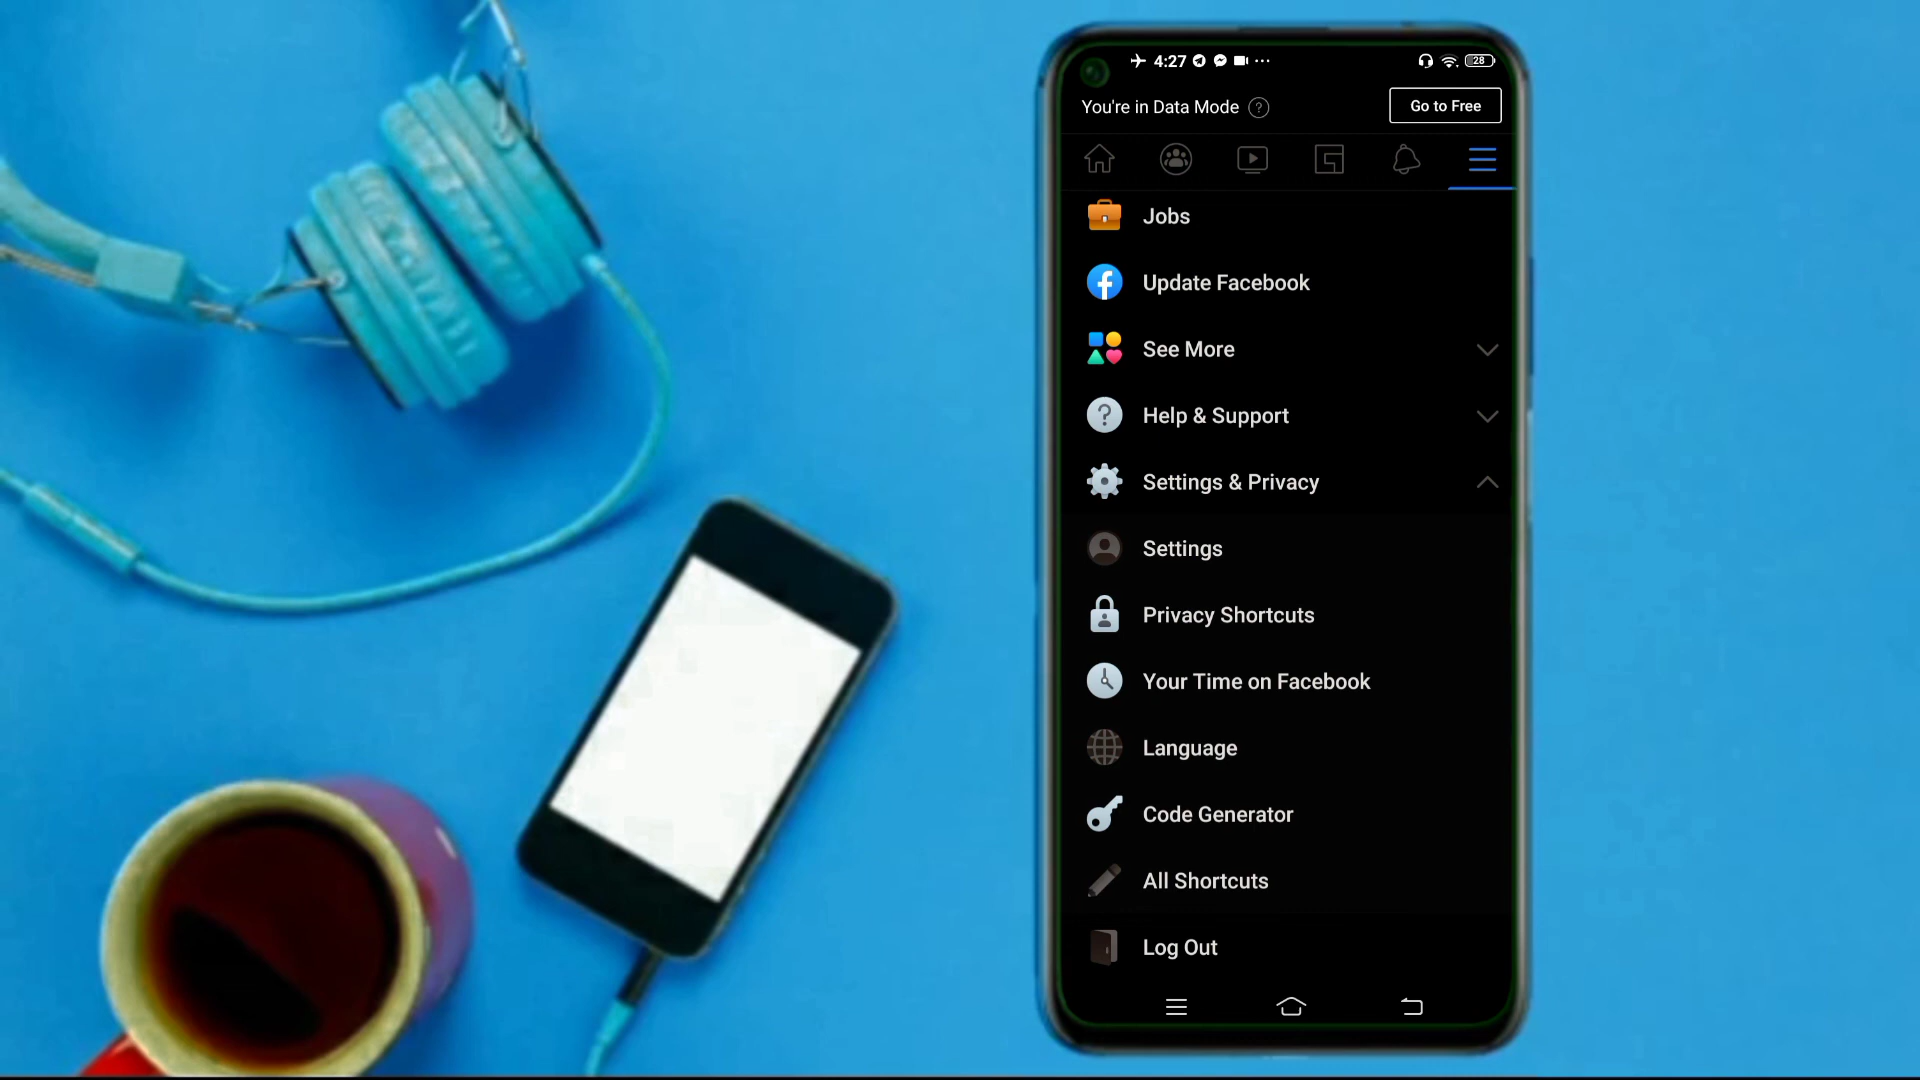 4:27
28
You're in Data Mode ?
Go to Free
Jobs
Update Facebook
See More
Help & Support
Settings & Privacy
Settings
Privacy Shortcuts
Your Time on Facebook
Language
Code Generator
All Shortcuts
Log Out